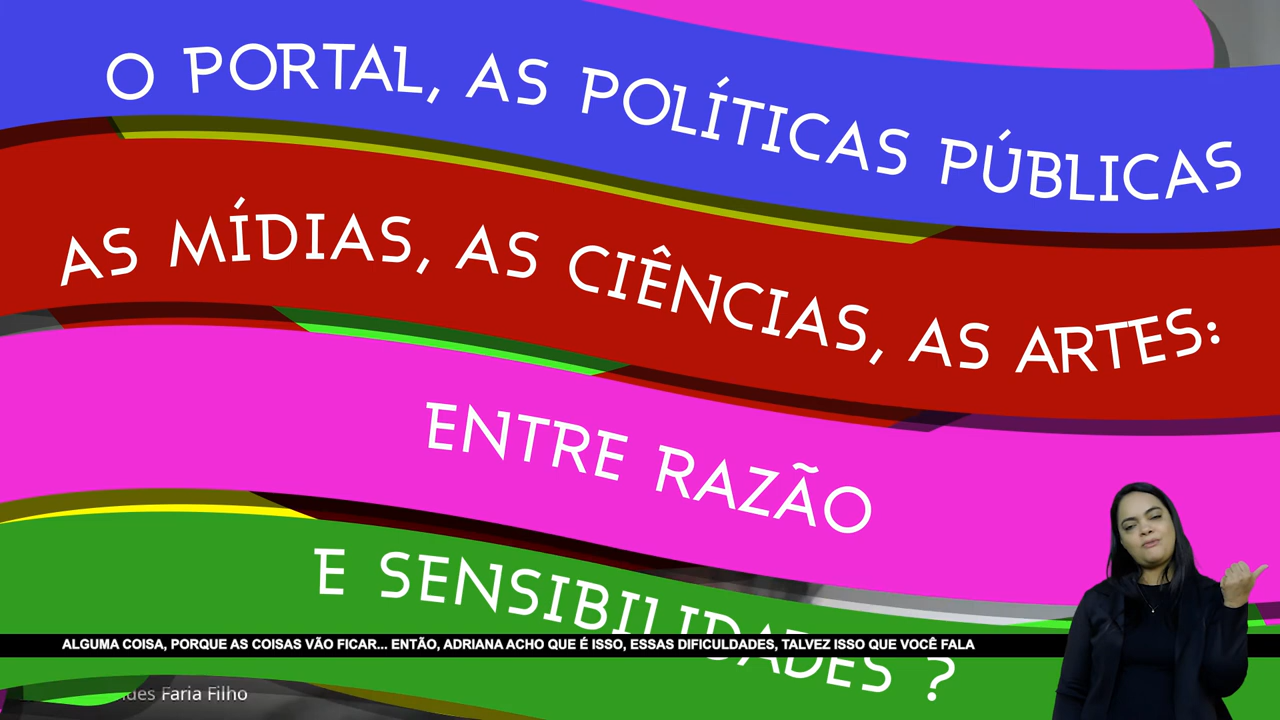 O PORTAL, AS POLÍTICAS PÚBLICAS
AS MÍDIAS, AS CIÊNCIAS, AS ARTES:
ENTRE RAZÃO
E SENSIBILIDADES ?
ALGUMA COISA, PORQUE AS COISAS VÃO FICAR... ENTÃO, ADRIANA ACHO QUE É ISSO, ESSAS DIFICULDADES, TALVEZ ISSO QUE VOCÊ FALA
Faria Filho